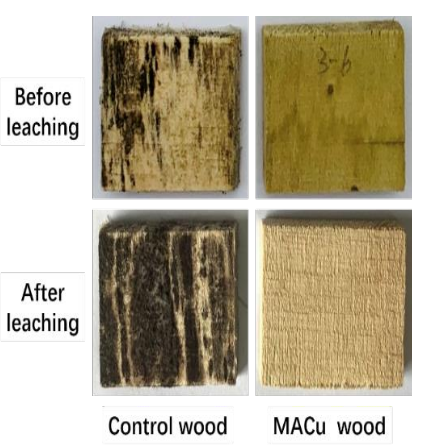 Before
leaching
3-6
After
leaching
Control wood
MACu wood